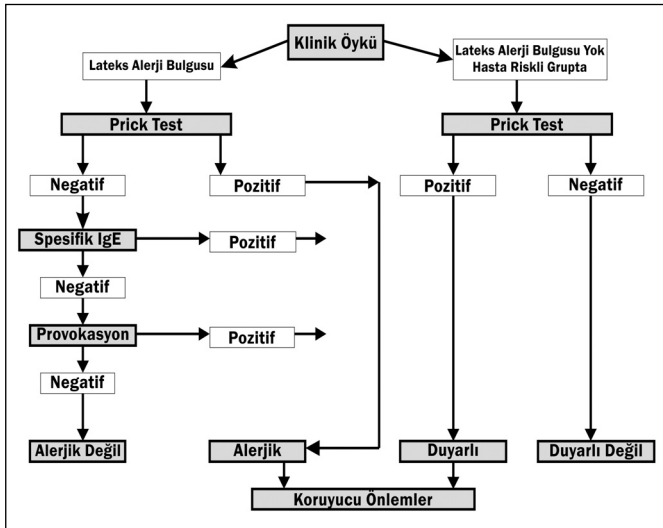 Klinik Öykü
Lateks Alerji Bulgusu
Lateks Alerji Bulgusu Yok
Hasta Riskli Grupta
Prick Test
Prick Test
Negatif
Pozitif
Pozitif
Negatif
Spesifik IgE
Pozitif
Negatif
Provokasyon
Pozitif
Negatif
Alerjik Değil
Alerjik
Duyarlı
Duyarlı Değil
Koruyucu Önlemler